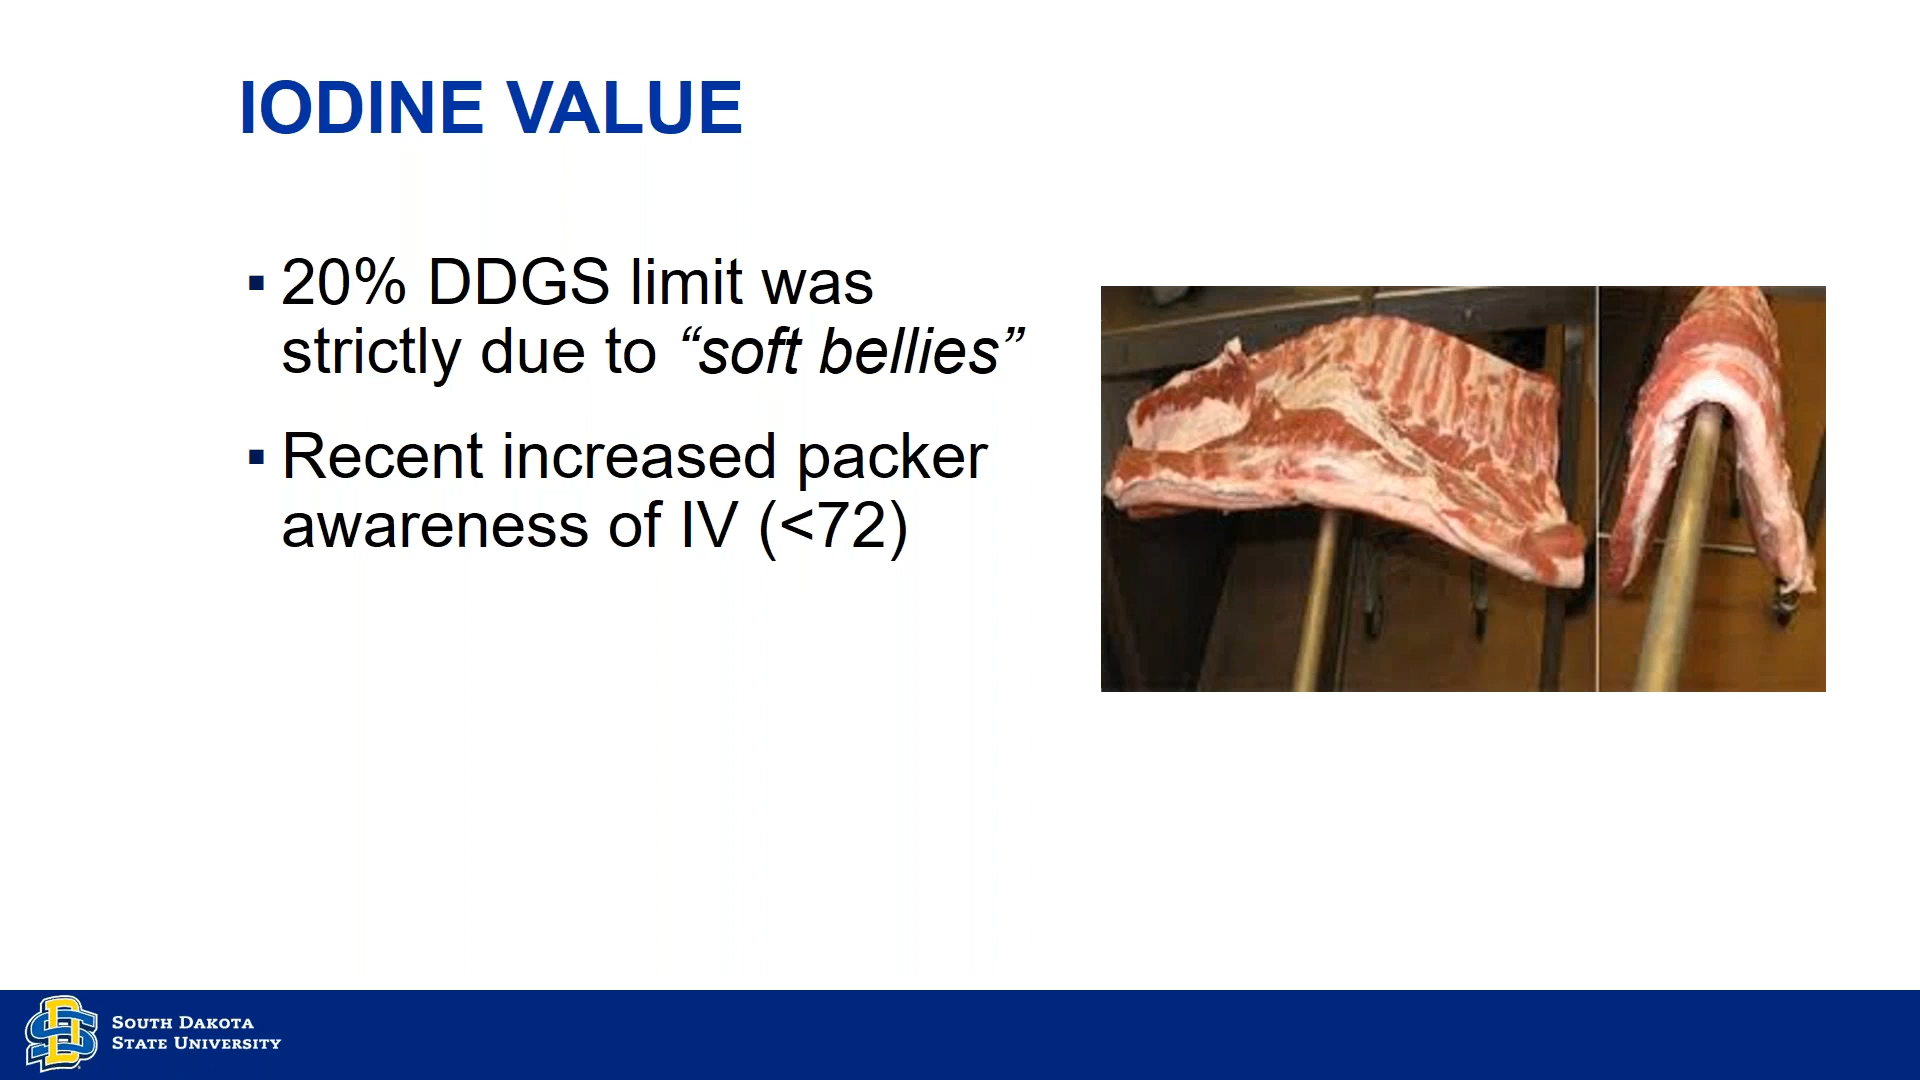 IODINE VALUE
▪ 20% DDGS limit was
strictly due to “soft bellies”
▪ Recent increased packer
awareness of IV (<72)
SOUTH DAKOTA
STATE UNIVERSITY